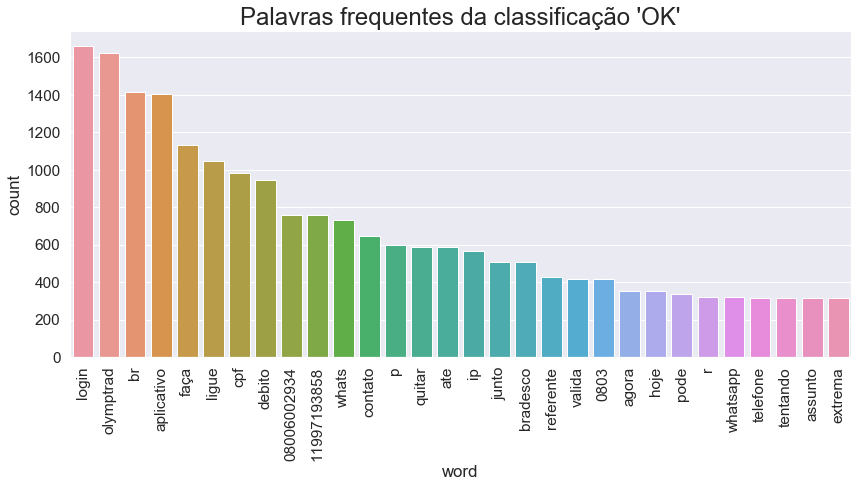 Palavras frequentes da classificação 'OK'
1600
1400
1200
1000
800
600
400
200
0
count
login
olymptrad
br
aplicativo
faça
ligue
cpf
debito
08006002934
11997193858
whats
contato
p
quitar
ate
ip
junto
bradesco
referente
valida
0803
agora
hoje
pode
r
whatsapp
telefone
tentando
assunto
extrema
word